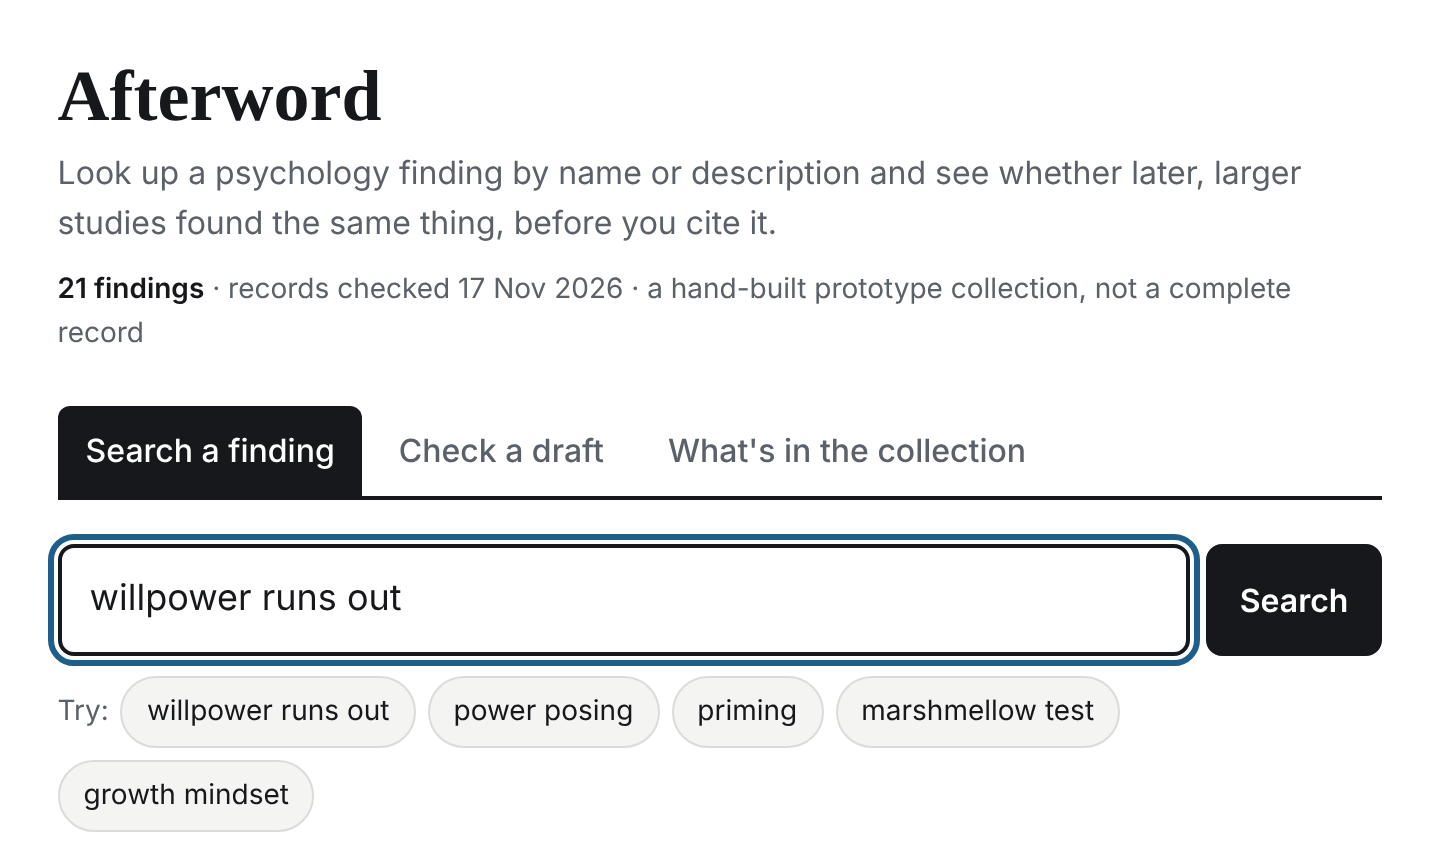 Afterword
Look up a psychology finding by name or description and see whether later, larger
studies found the same thing, before you cite it.
21 findings · records checked 17 Nov 2026 · a hand-built prototype collection, not a complete
record
Search a finding Check a draft What's in the collection
willpower runs out Search
Try: willpower runs out power posing priming marshmellow test
growth mindset